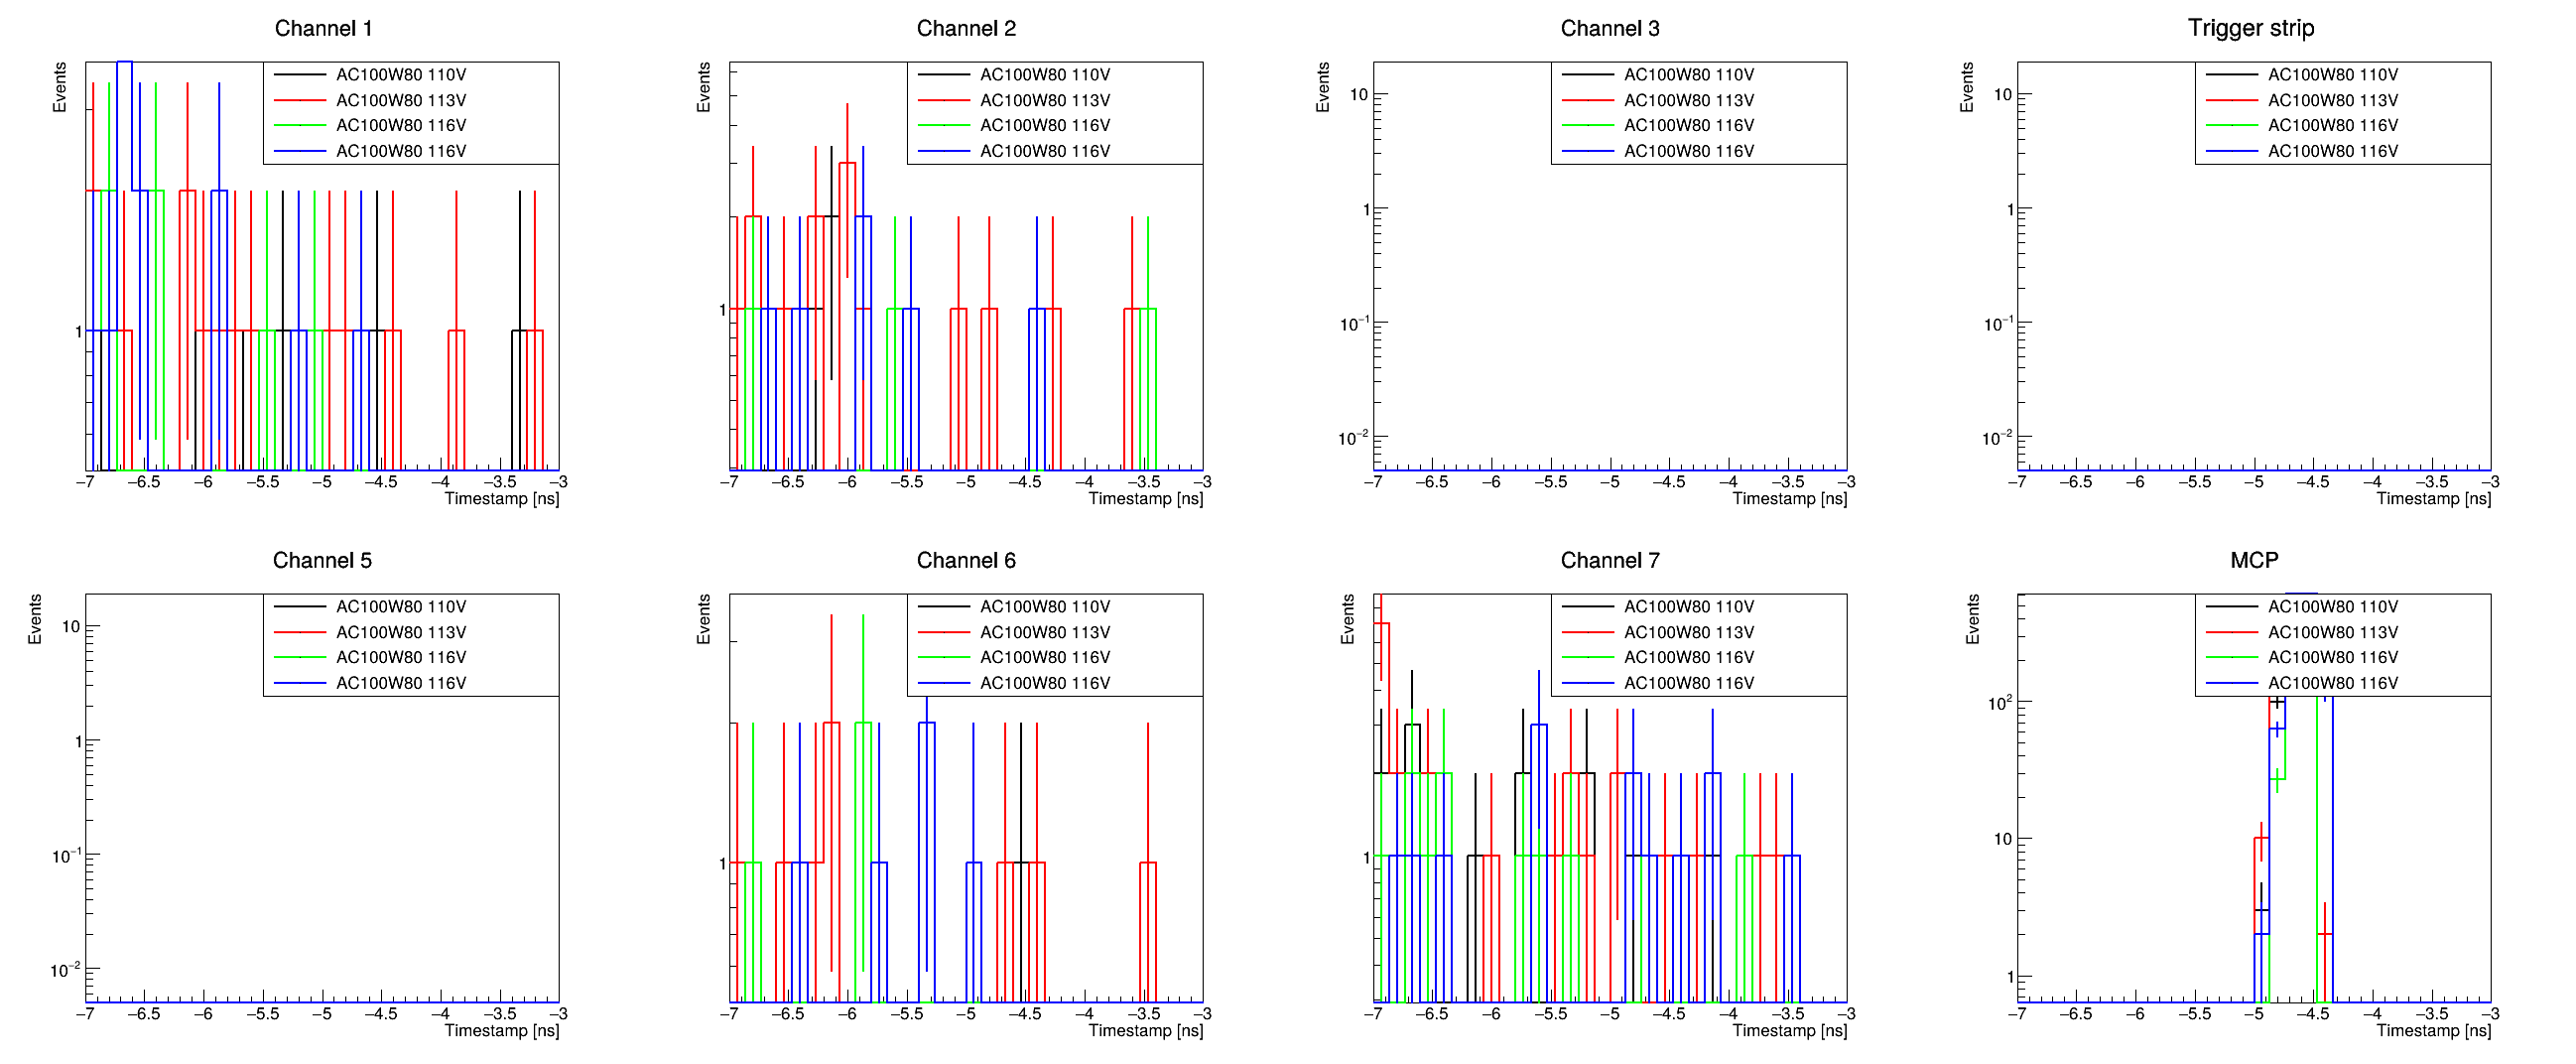 Channel 1
Events
AC100W80 110V
AC100W80 113V
AC100W80 116V
AC100W80 116V
1
−7 −6.5 −6 −5.5 −5 −4.5 −4 −3.5 −3
Timestamp [ns]
Channel 2
Events
AC100W80 110V
AC100W80 113V
AC100W80 116V
AC100W80 116V
1
−7 −6.5 −6 −5.5 −5 −4.5 −4 −3.5 −3
Timestamp [ns]
Channel 3
Events
AC100W80 110V
AC100W80 113V
AC100W80 116V
AC100W80 116V
10
1
10−1
10−2
−7 −6.5 −6 −5.5 −5 −4.5 −4 −3.5 −3
Timestamp [ns]
Trigger strip
Events
AC100W80 110V
AC100W80 113V
AC100W80 116V
AC100W80 116V
10
1
10−1
10−2
−7 −6.5 −6 −5.5 −5 −4.5 −4 −3.5 −3
Timestamp [ns]
Channel 5
Events
AC100W80 110V
AC100W80 113V
AC100W80 116V
AC100W80 116V
10
1
10−1
10−2
−7 −6.5 −6 −5.5 −5 −4.5 −4 −3.5 −3
Timestamp [ns]
Channel 6
Events
AC100W80 110V
AC100W80 113V
AC100W80 116V
AC100W80 116V
1
−7 −6.5 −6 −5.5 −5 −4.5 −4 −3.5 −3
Timestamp [ns]
Channel 7
Events
AC100W80 110V
AC100W80 113V
AC100W80 116V
AC100W80 116V
1
−7 −6.5 −6 −5.5 −5 −4.5 −4 −3.5 −3
Timestamp [ns]
MCP
Events
AC100W80 110V
AC100W80 113V
AC100W80 116V
AC100W80 116V
10²
10
1
−7 −6.5 −6 −5.5 −5 −4.5 −4 −3.5 −3
Timestamp [ns]